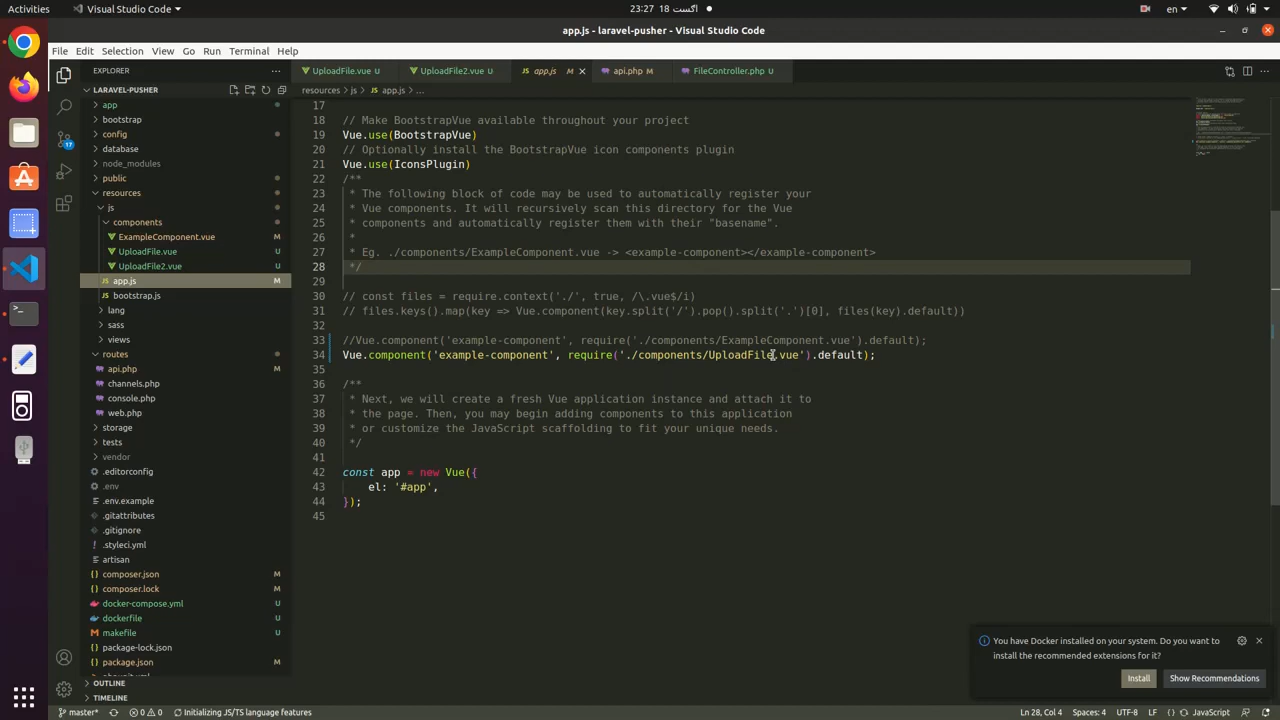 Activities
Visual Studio Code
23:27 18 اگست
en
app.js - laravel-pusher - Visual Studio Code
File Edit Selection View Go Run Terminal Help
EXPLORER
UploadFile.vue U
UploadFile2.vue U
app.js M
api.php M
FileController.php U
LARAVEL-PUSHER
resources > js > app.js > ...
app
bootstrap
config
database
node_modules
public
resources
js
components
ExampleComponent.vue M
UploadFile.vue U
UploadFile2.vue U
app.js M
bootstrap.js
lang
sass
views
routes
api.php M
channels.php
console.php
web.php
storage
tests
vendor
.editorconfig
.env
.env.example
.gitattributes
.gitignore
.styleci.yml
artisan
composer.json M
composer.lock M
docker-compose.yml U
dockerfile U
makefile U
package-lock.json
package.json M
OUTLINE
TIMELINE
17
18 // Make BootstrapVue available throughout your project
19 Vue.use(BootstrapVue)
20 // Optionally install the BootstrapVue icon components plugin
21 Vue.use(IconsPlugin)
22 /**
23 * The following block of code may be used to automatically register your
24 * Vue components. It will recursively scan this directory for the Vue
25 * components and automatically register them with their "basename".
26 *
27 * Eg. ./components/ExampleComponent.vue -> <example-component></example-component>
28 */
29
30 // const files = require.context('./', true, /\.vue$/i)
31 // files.keys().map(key => Vue.component(key.split('/').pop().split('.')[0], files(key).default))
32
33 //Vue.component('example-component', require('./components/ExampleComponent.vue').default);
34 Vue.component('example-component', require('./components/UploadFile.vue').default);
35
36 /**
37 * Next, we will create a fresh Vue application instance and attach it to
38 * the page. Then, you may begin adding components to this application
39 * or customize the JavaScript scaffolding to fit your unique needs.
40 */
41
42 const app = new Vue({
43 el: '#app',
44 });
45
17
You have Docker installed on your system. Do you want to
install the recommended extensions for it?
Install
Show Recommendations
master*
0 0
Initializing JS/TS language features
Ln 28, Col 4
Spaces: 4
UTF-8
LF
JavaScript